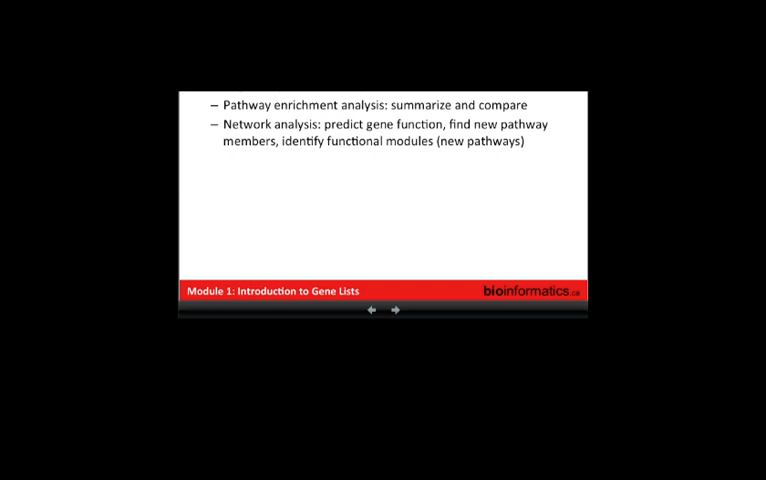 – Pathway enrichment analysis: summarize and compare
– Network analysis: predict gene function, find new pathway
members, identify functional modules (new pathways)
Module 1: Introduction to Gene Lists
bioinformatics.ca